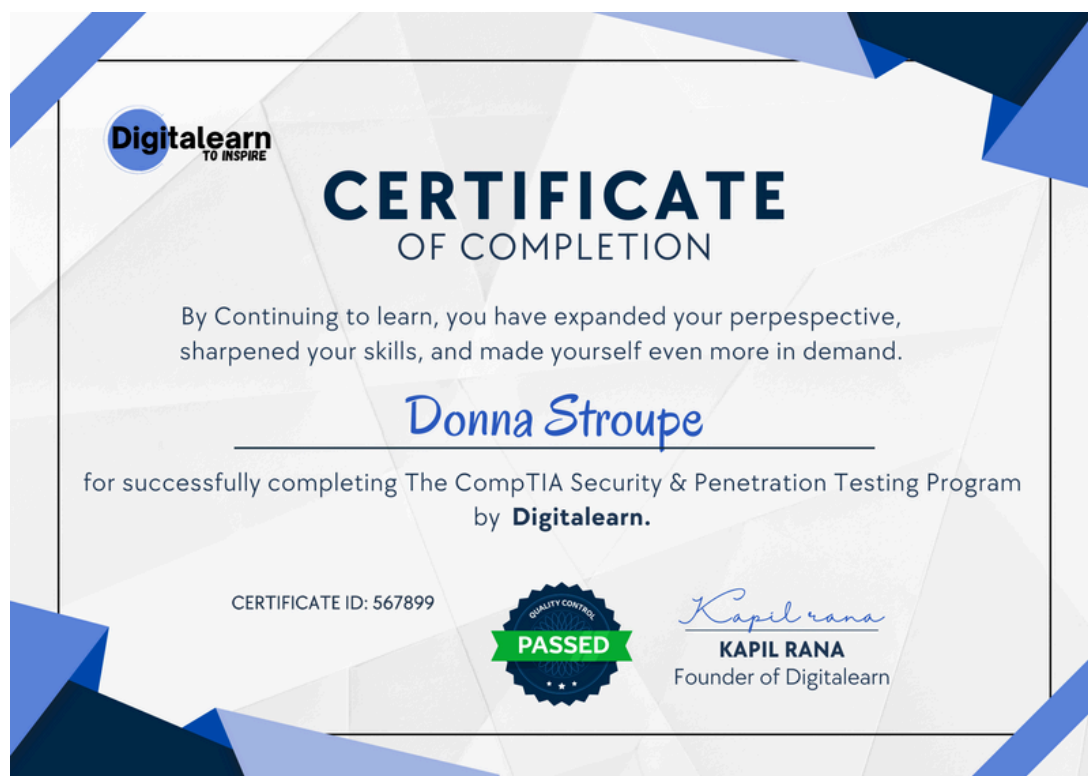 Digitalearn
TO INSPIRE
CERTIFICATE
OF COMPLETION
By Continuing to learn, you have expanded your perpespective,
sharpened your skills, and made yourself even more in demand.
Donna Stroupe
for successfully completing The CompTIA Security & Penetration Testing Program
by Digitalearn.
CERTIFICATE ID: 567899
QUALITY CONTROL
PASSED
Kapil rana
KAPIL RANA
Founder of Digitalearn